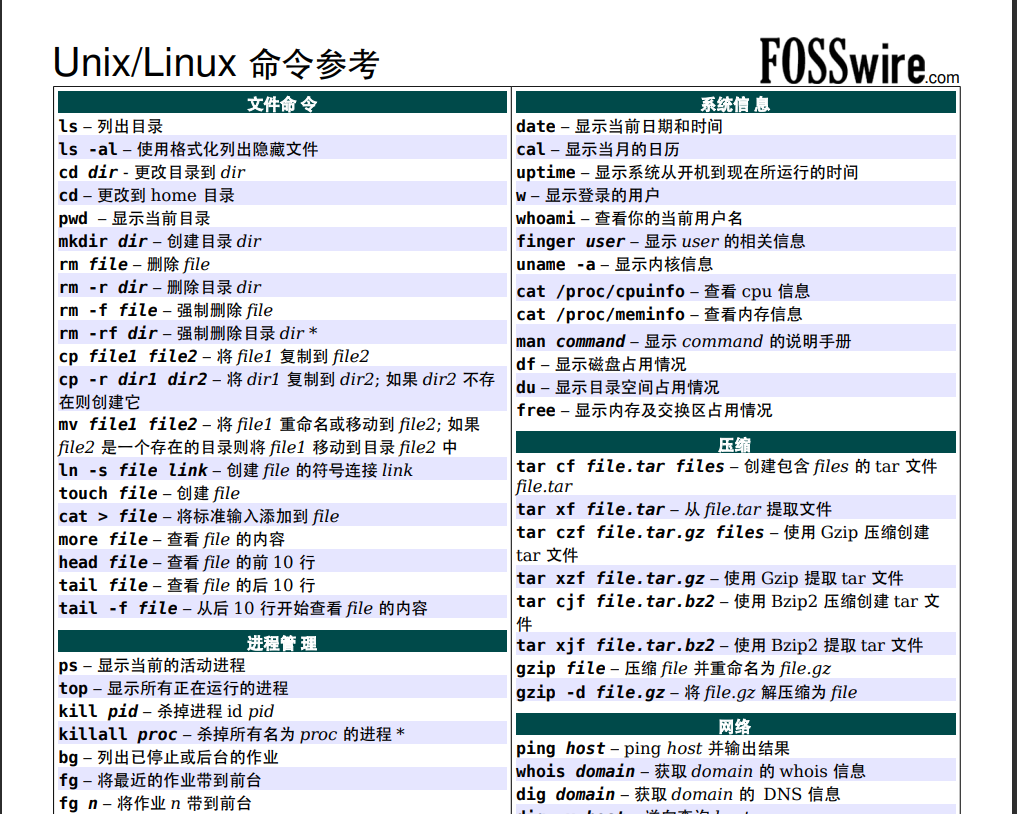 Unix/Linux 命令参考
FOSSwire.com
文件命令
ls – 列出目录
ls -al – 使用格式化列出隐藏文件
cd dir - 更改目录到 dir
cd – 更改到 home 目录
pwd – 显示当前目录
mkdir dir – 创建目录 dir
rm file – 删除 file
rm -r dir – 删除目录 dir
rm -f file – 强制删除 file
rm -rf dir – 强制删除目录 dir *
cp file1 file2 – 将 file1 复制到 file2
cp -r dir1 dir2 – 将 dir1 复制到 dir2; 如果 dir2 不存
在则创建它
mv file1 file2 – 将 file1 重命名或移动到 file2; 如果
file2 是一个存在的目录则将 file1 移动到目录 file2 中
ln -s file link – 创建 file 的符号连接 link
touch file – 创建 file
cat > file – 将标准输入添加到 file
more file – 查看 file 的内容
head file – 查看 file 的前 10 行
tail file – 查看 file 的后 10 行
tail -f file – 从后 10 行开始查看 file 的内容
进程管理
ps – 显示当前的活动进程
top – 显示所有正在运行的进程
kill pid – 杀掉进程 id pid
killall proc – 杀掉所有名为 proc 的进程 *
bg – 列出已停止或后台的作业
fg – 将最近的作业带到前台
fg n – 将作业 n 带到前台
系统信息
date – 显示当前日期和时间
cal – 显示当月的日历
uptime – 显示系统从开机到现在所运行的时间
w – 显示登录的用户
whoami – 查看你的当前用户名
finger user – 显示 user 的相关信息
uname -a – 显示内核信息
cat /proc/cpuinfo – 查看 cpu 信息
cat /proc/meminfo – 查看内存信息
man command – 显示 command 的说明手册
df – 显示磁盘占用情况
du – 显示目录空间占用情况
free – 显示内存及交换区占用情况
压缩
tar cf file.tar files – 创建包含 files 的 tar 文件
file.tar
tar xf file.tar – 从 file.tar 提取文件
tar czf file.tar.gz files – 使用 Gzip 压缩创建
tar 文件
tar xzf file.tar.gz – 使用 Gzip 提取 tar 文件
tar cjf file.tar.bz2 – 使用 Bzip2 压缩创建 tar 文
件
tar xjf file.tar.bz2 – 使用 Bzip2 提取 tar 文件
gzip file – 压缩 file 并重命名为 file.gz
gzip -d file.gz – 将 file.gz 解压缩为 file
网络
ping host – ping host 并输出结果
whois domain – 获取 domain 的 whois 信息
dig domain – 获取 domain 的 DNS 信息